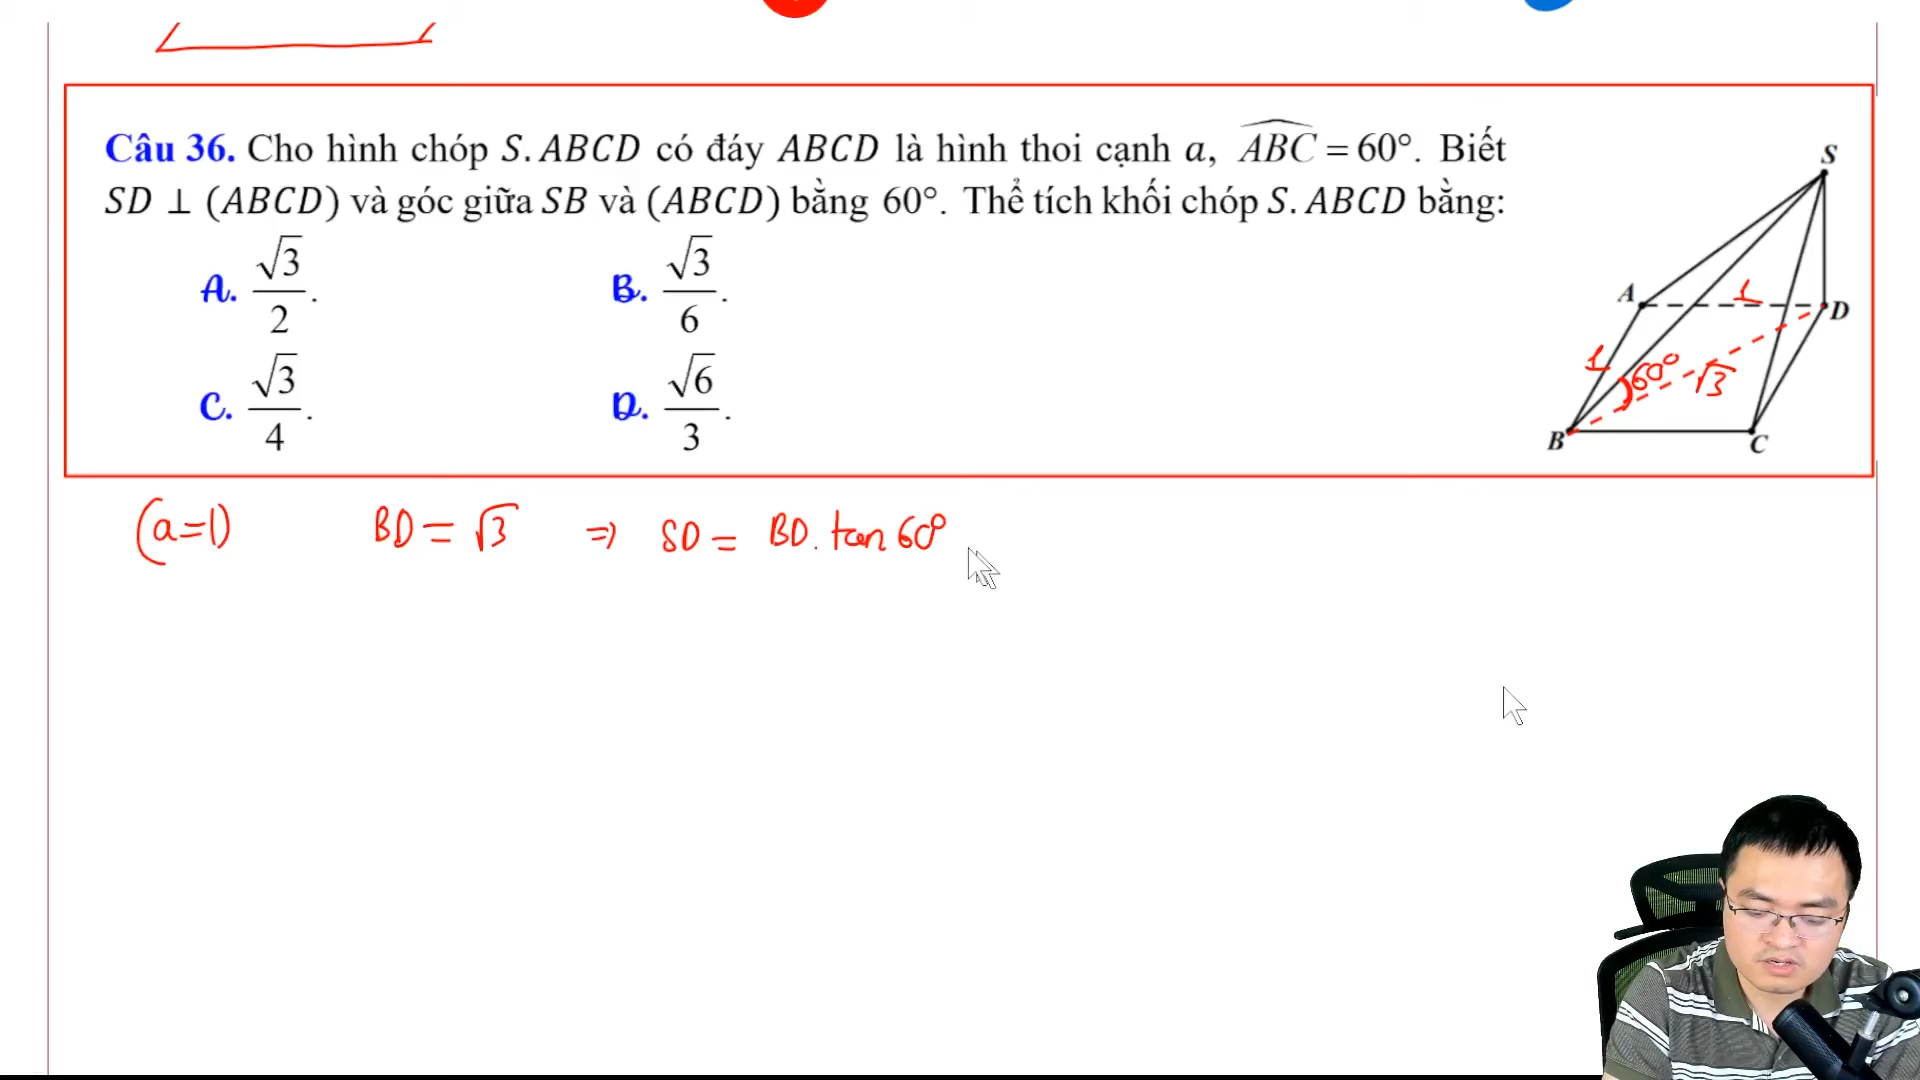 Câu 36. Cho hình chóp S.ABCD có đáy ABCD là hình thoi cạnh a, \widehat{ABC} = 60°. Biết
SD ⊥ (ABCD) và góc giữa SB và (ABCD) bằng 60°. Thể tích khối chóp S.ABCD bằng:
A. √3/2.
B. √3/6.
C. √3/4.
D. √6/3.
S
A
1
D
1
60°
√3
B
C
(a=1) BD = √3 ⇒ SD = BD. tan 60°